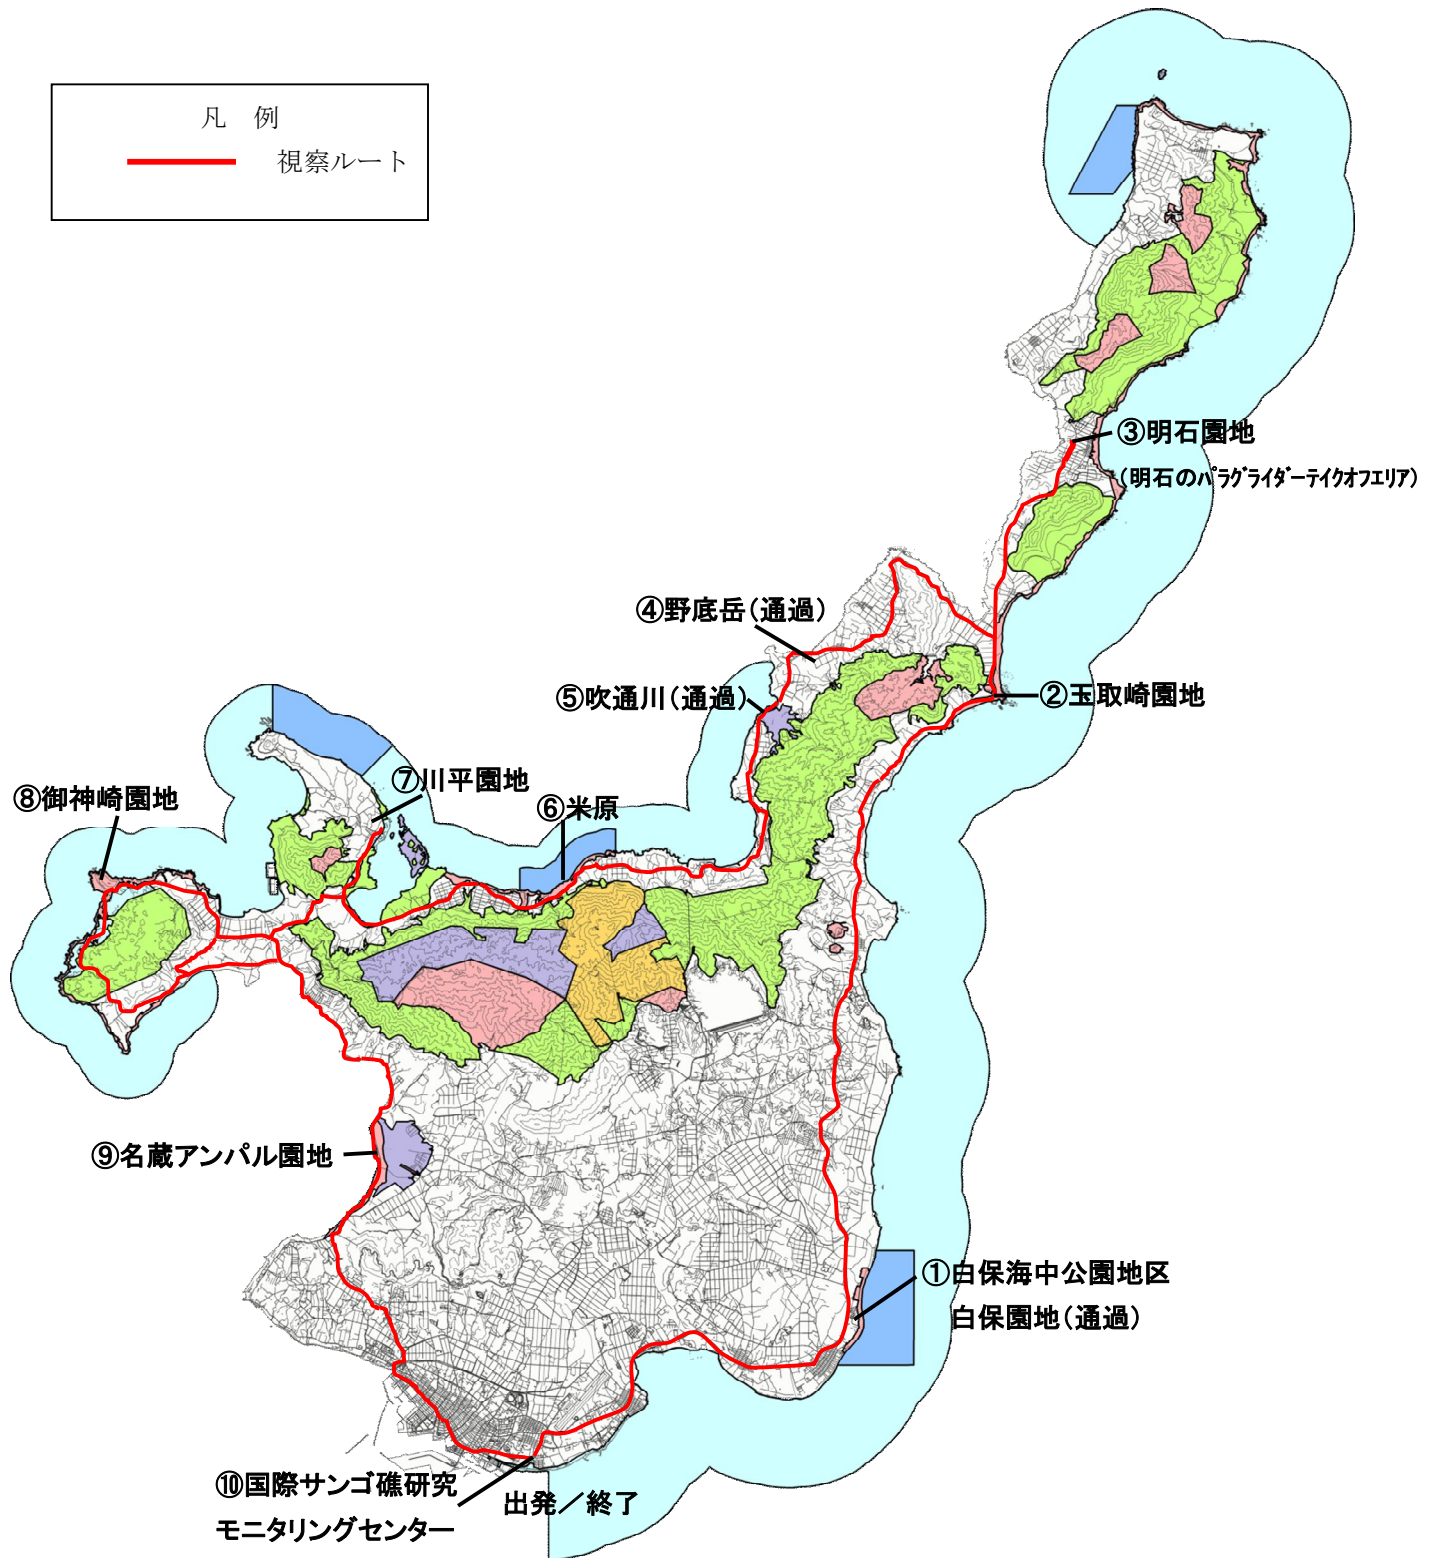 凡　例
視察ルート
③明石園地
(明石のパラグライダーテイクオフエリア)
④野底岳(通過)
⑤吹通川(通過)
②玉取崎園地
⑦川平園地
⑧御神崎園地
⑥米原
⑨名蔵アンパル園地
①白保海中公園地区
白保園地(通過)
⑩国際サンゴ礁研究
モニタリングセンター
出発／終了